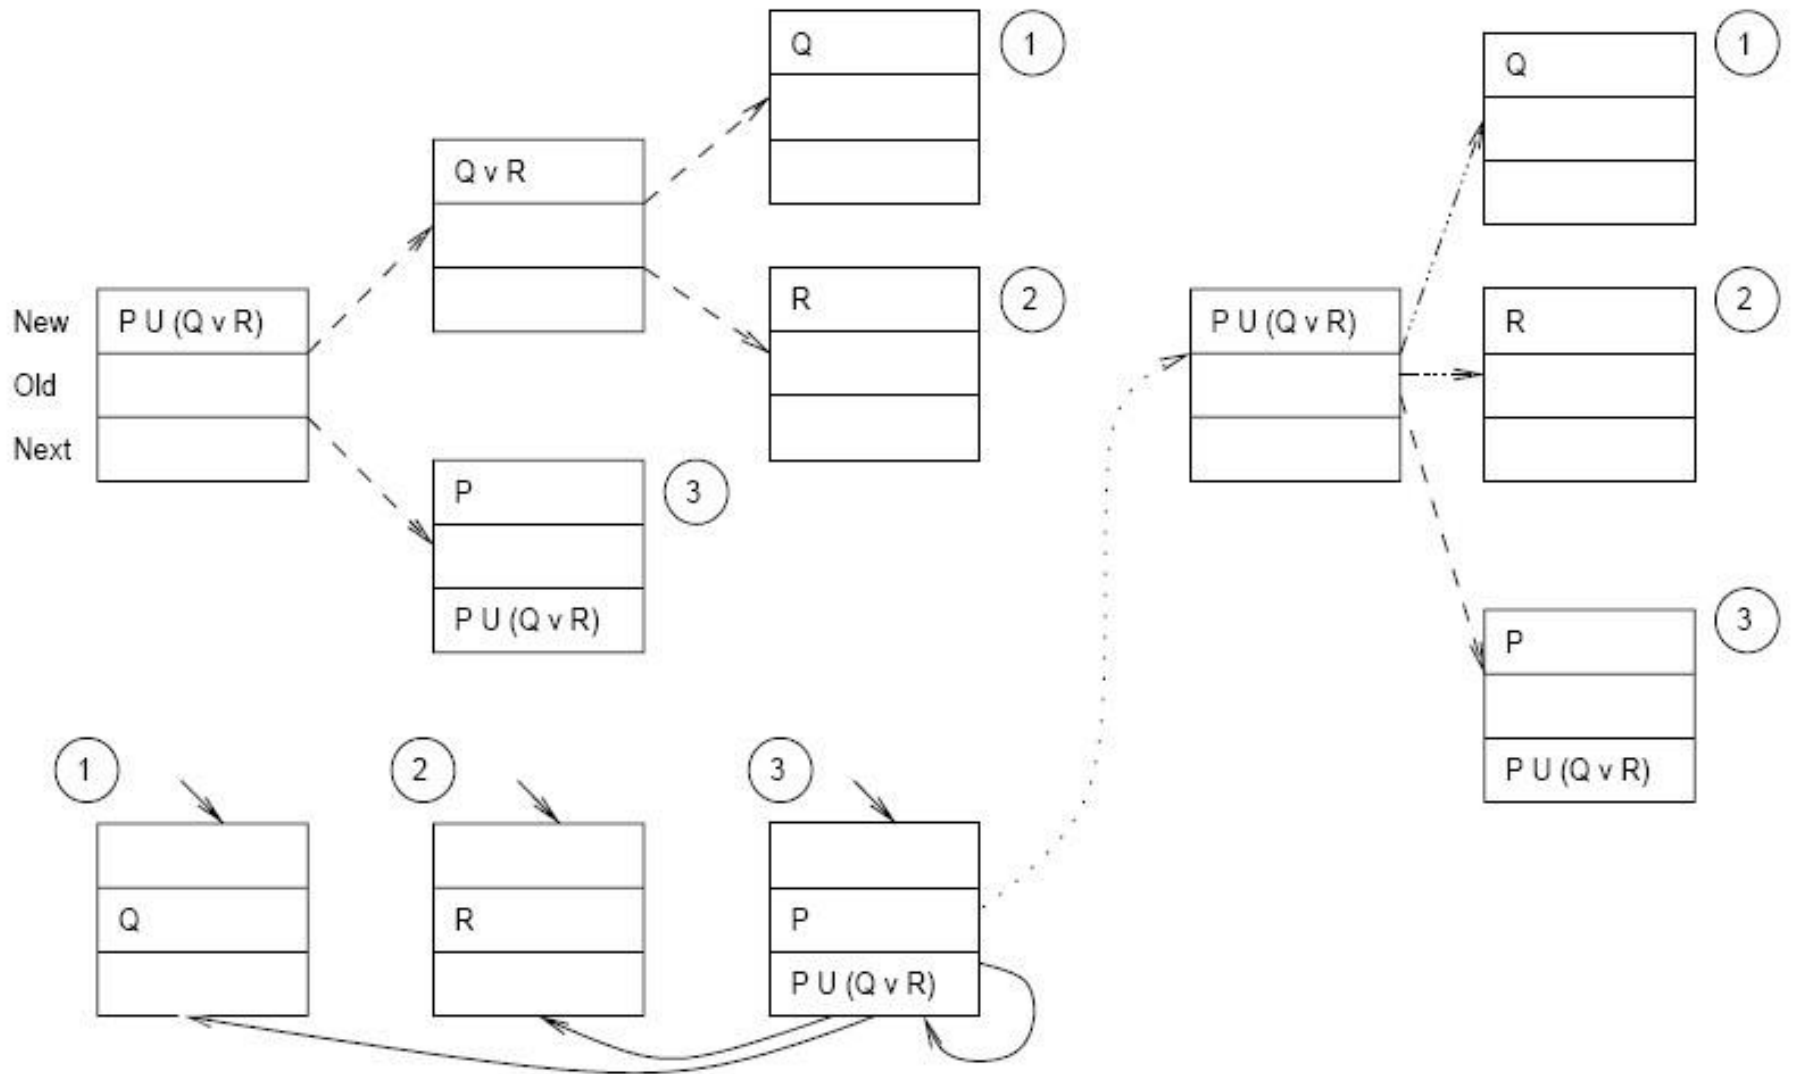 Q
1
Q
1
Q v R
R
2
R
2
New
P U (Q v R)
P U (Q v R)
Old
Next
P
3
P U (Q v R)
P
3
P U (Q v R)
1
2
3
Q
R
P
P U (Q v R)